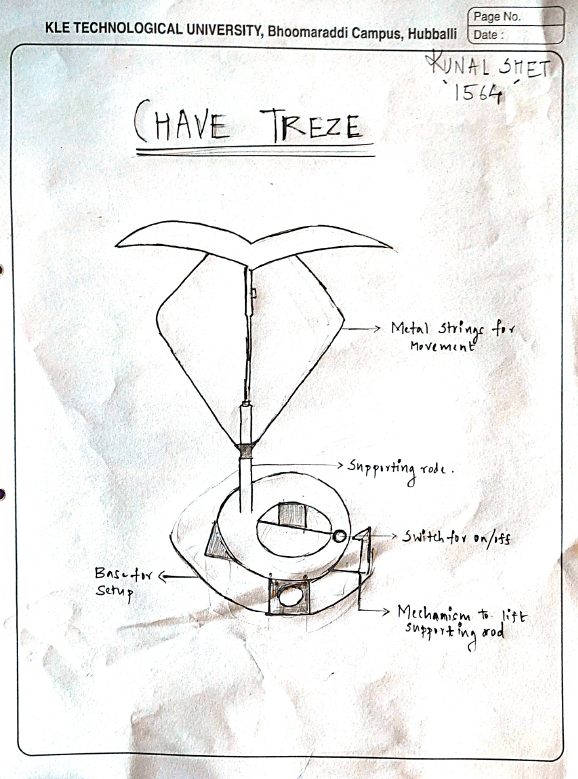 KLE TECHNOLOGICAL UNIVERSITY, Bhoomaraddi Campus, Hubballi
Page No.
Date :
KUNAL SHET
'1564'
CHAVE TREZE
Metal Strings for
Movement
Supporting rode.
Switch for on/off
Base for
Setup
Mechanism to lift
supporting rod